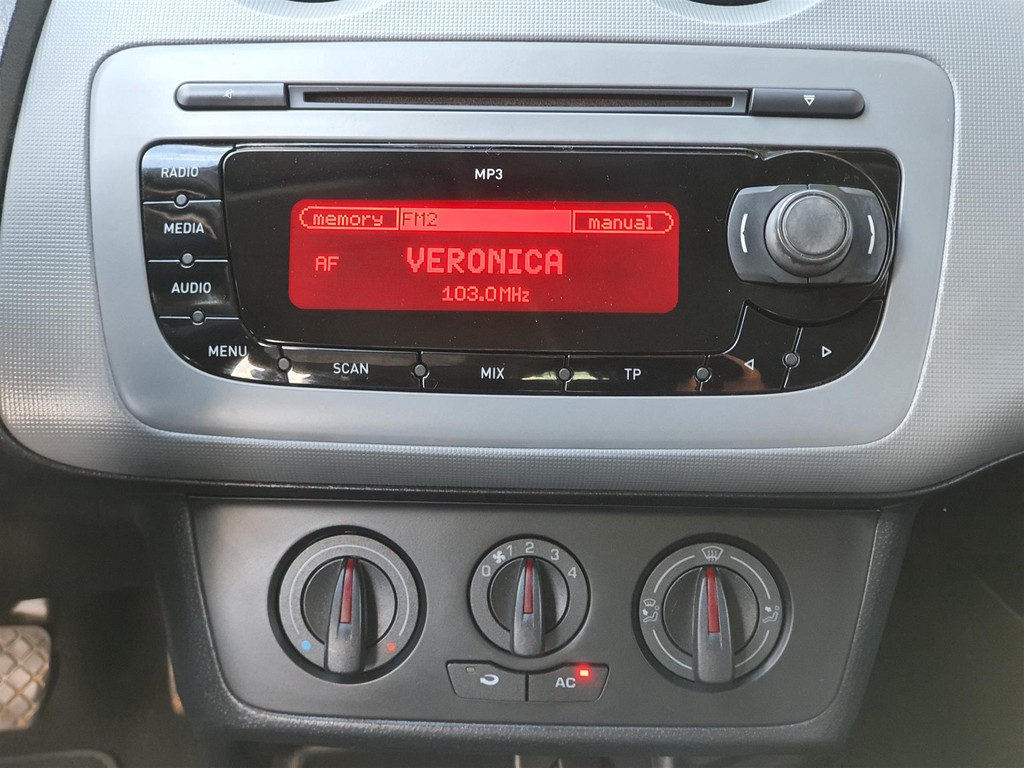 MP3
RADIO
MEDIA
AUDIO
MENU
memory FM2 manual
AF VERONICA
103.0MHz
SCAN MIX TP
0 1 2 3 4
AC